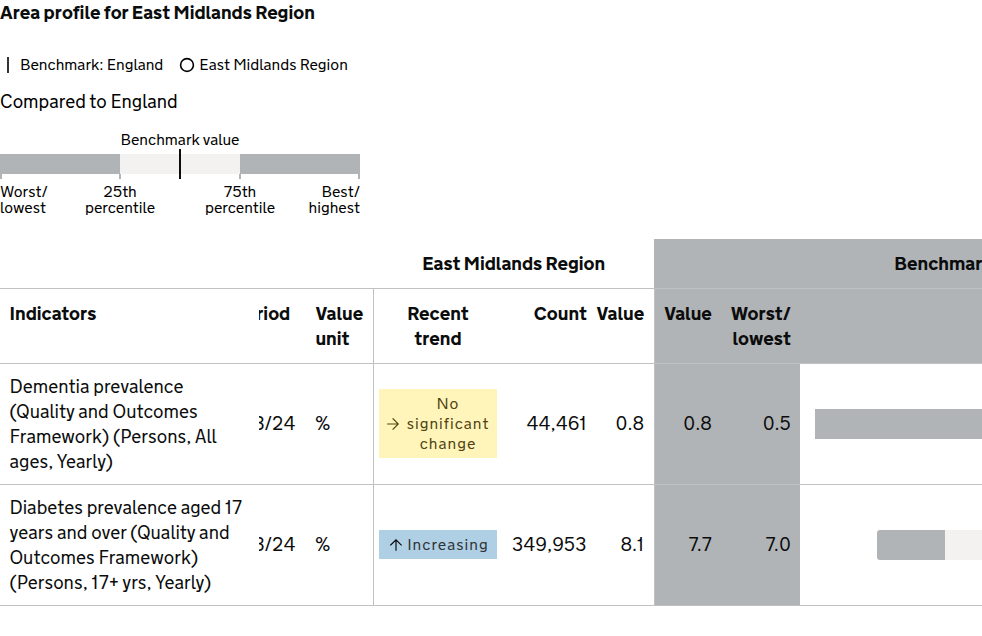 Area profile for East Midlands Region
Benchmark: England East Midlands Region
Compared to England
Benchmark value
Worst/ 25th 75th Best/
lowest percentile percentile highest
East Midlands Region Benchmar
Indicators riod Value Recent Count Value Value Worst/
unit trend lowest
Dementia prevalence
(Quality and Outcomes
Framework) (Persons, All
ages, Yearly)
3/24 % → No significant change 44,461 0.8 0.8 0.5
Diabetes prevalence aged 17
years and over (Quality and
Outcomes Framework)
(Persons, 17+ yrs, Yearly)
3/24 % ↑ Increasing 349,953 8.1 7.7 7.0